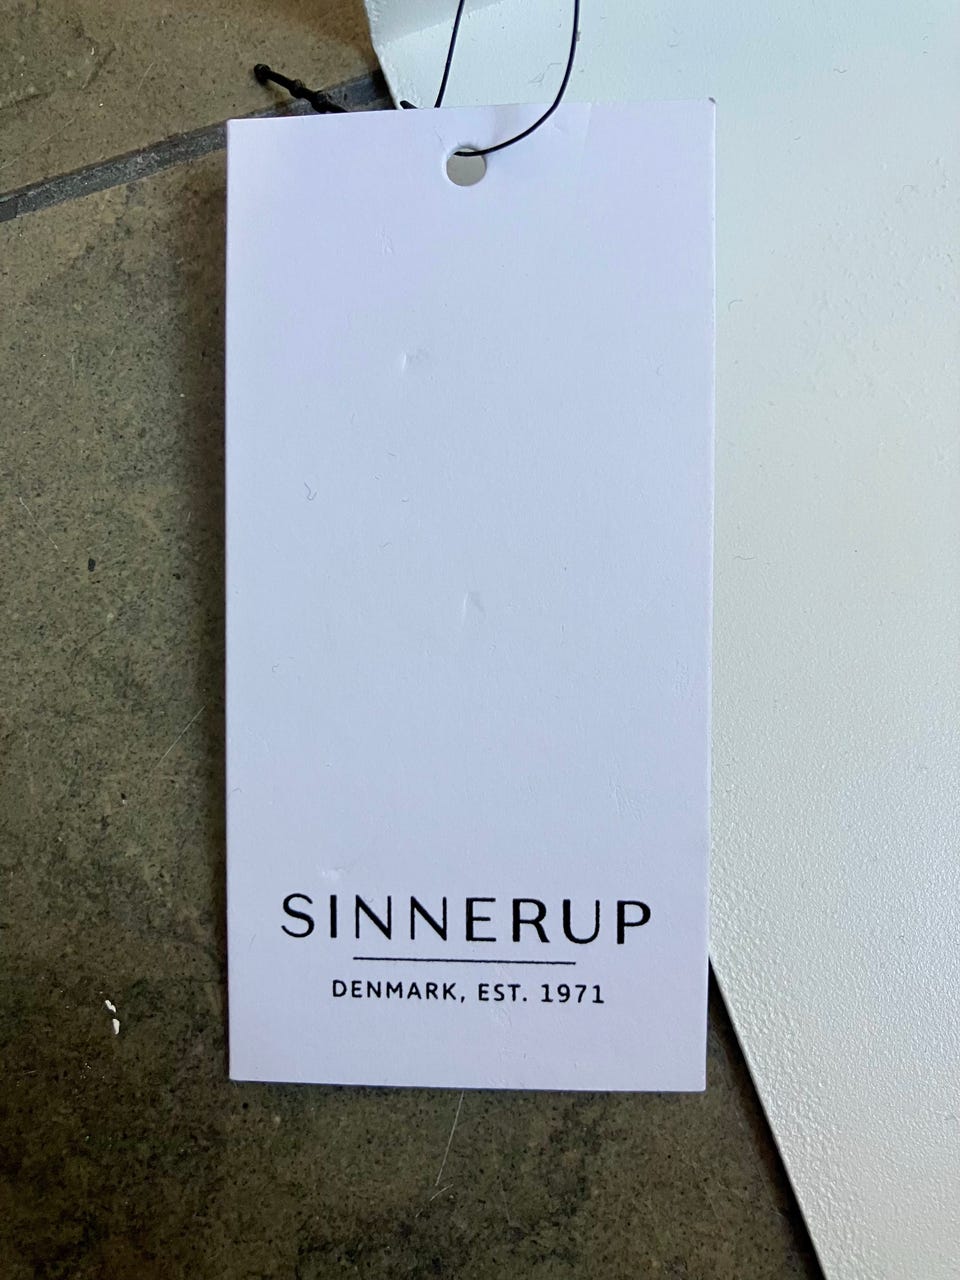 SINNERUP
DENMARK, EST. 1971